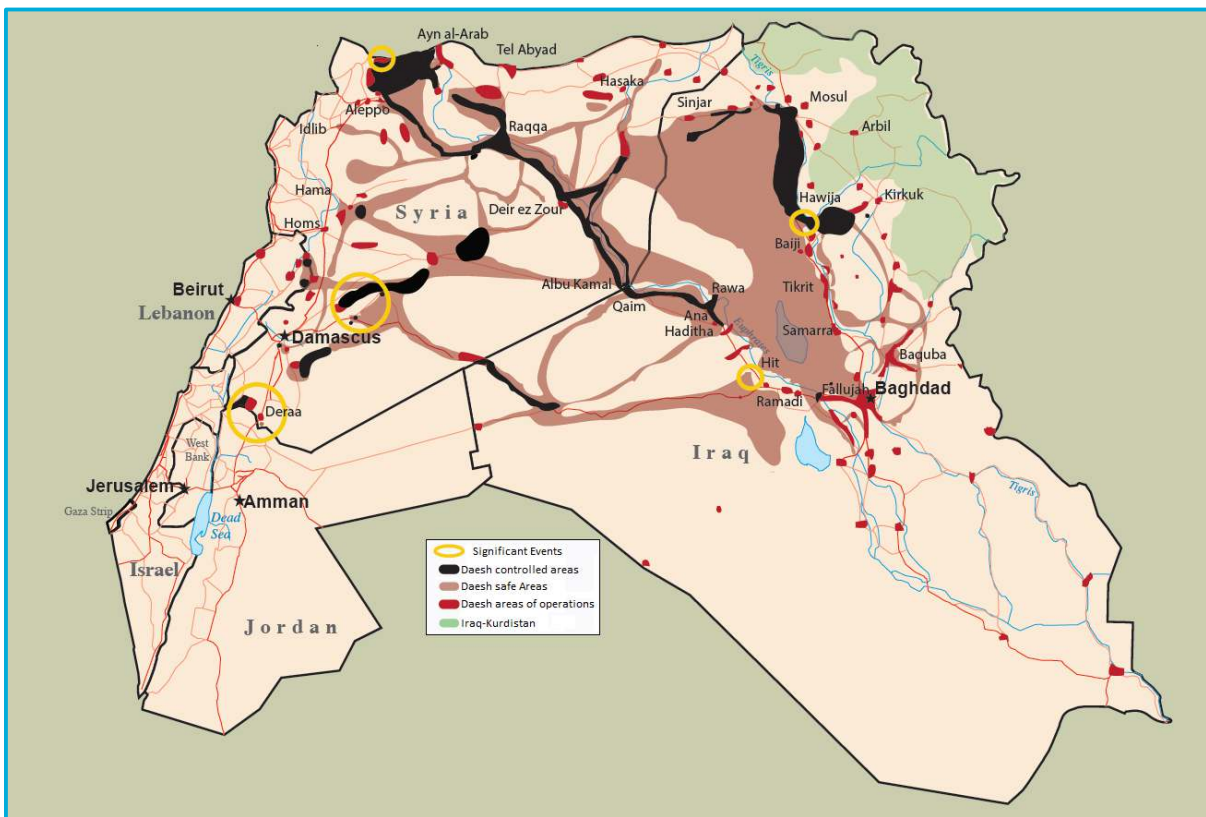 Ayn al-Arab
Tel Abyad
Tigris
Hasaka
Sinjar
Mosul
Aleppo
Idlib
Raqqa
Arbil
Hama
Syria
Deir ez Zour
Hawija
Kirkuk
Homs
Baiji
Beirut
Lebanon
Albu Kamal
Rawa
Tikrit
Qaim
Ana
Haditha
Euphrates
Samarra
Damascus
Baquba
Hit
Fallujah
Baghdad
Ramadi
Deraa
West
Bank
Iraq
Jerusalem
Amman
Tigris
Gaza Strip
Dead
Sea
Israel
Jordan
Significant Events
Daesh controlled areas
Daesh safe Areas
Daesh areas of operations
Iraq-Kurdistan